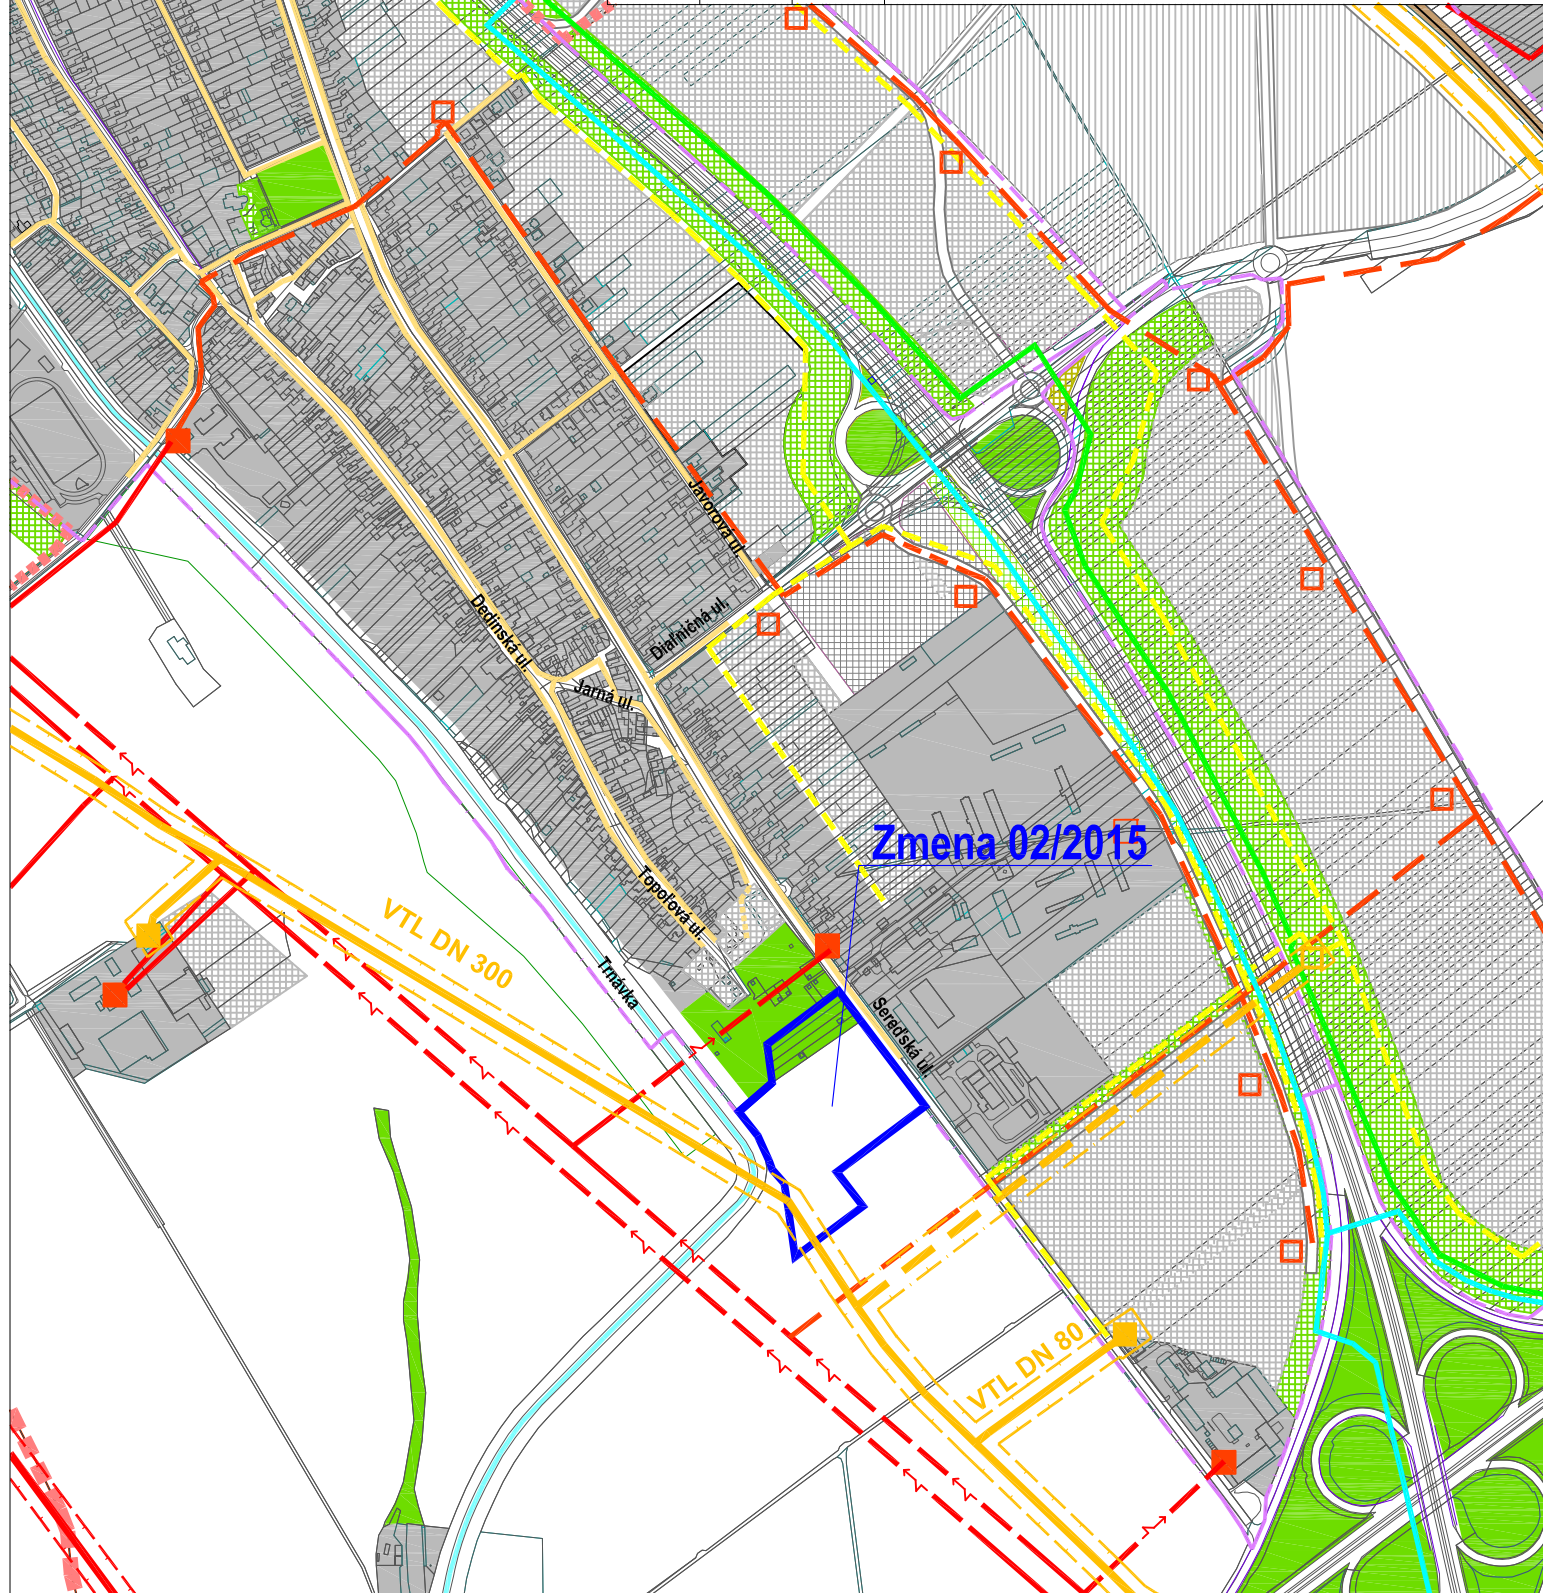 Javorová ul.
Diaľničná ul.
Dedinská ul.
Jarná ul.
Zmena 02/2015
Topoľová ul.
VTL DN 300
Trnávka
Sereďská ul.
VTL DN 80